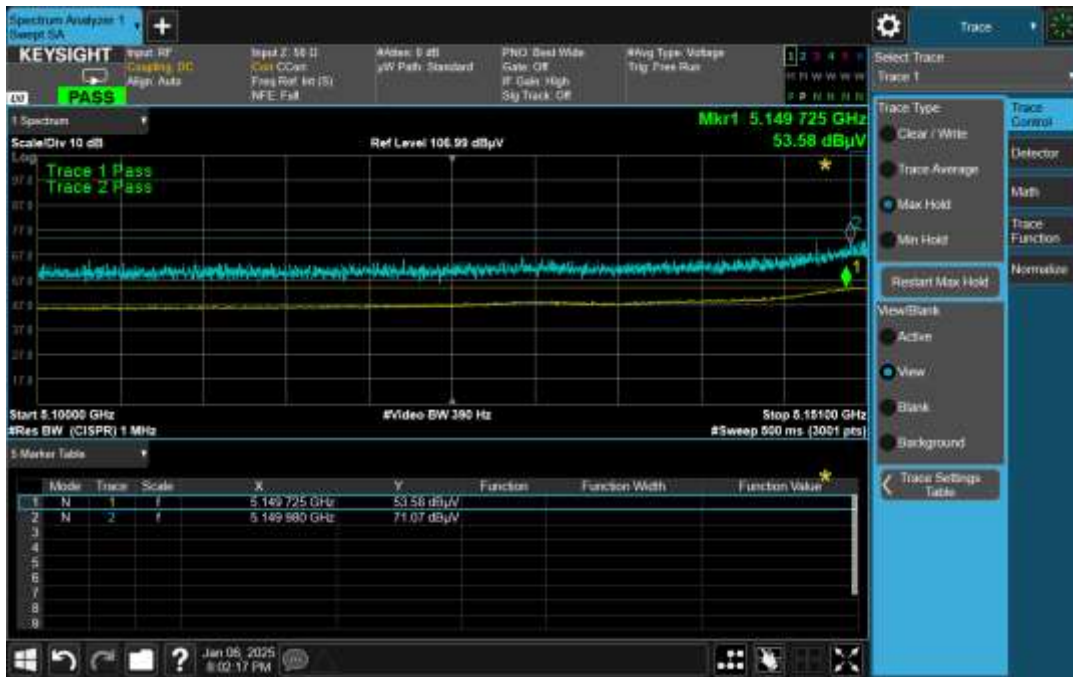 Spectrum Analyzer 1
Swept SA
KEYSIGHT
Input: RF
Coupling: DC
Align: Auto
Input Z: 50 Ω
Corr CCorr
Freq Ref: Int (S)
NFE: Full
#Atten: 0 dB
µW Path: Standard
PNO: Best Wide
Gate: Off
IF Gain: High
Sig Track: Off
#Avg Type: Voltage
Trig: Free Run
LXI
PASS
1 Spectrum
Scale/Div 10 dB
Ref Level 106.99 dBµV
Mkr1 5.149 725 GHz
53.58 dBµV
Log
Trace 1 Pass
Trace 2 Pass
2
1
Start 5.10000 GHz
#Video BW 390 Hz
Stop 5.15100 GHz
#Res BW (CISPR) 1 MHz
#Sweep 500 ms (3001 pts)
5 Marker Table
Mode Trace Scale X Y Function Function Width Function Value
1 N 1 f 5.149 725 GHz 53.58 dBµV
2 N 2 f 5.149 980 GHz 71.07 dBµV
3
4
5
6
7
8
9
Jan 06, 2025
8:02:17 PM
Trace
Select Trace
Trace 1
Trace Type
Clear / Write
Trace Average
Max Hold
Min Hold
Restart Max Hold
View/Blank
Active
View
Blank
Background
Trace Settings
Table
Trace
Control
Detector
Math
Trace
Function
Normalize